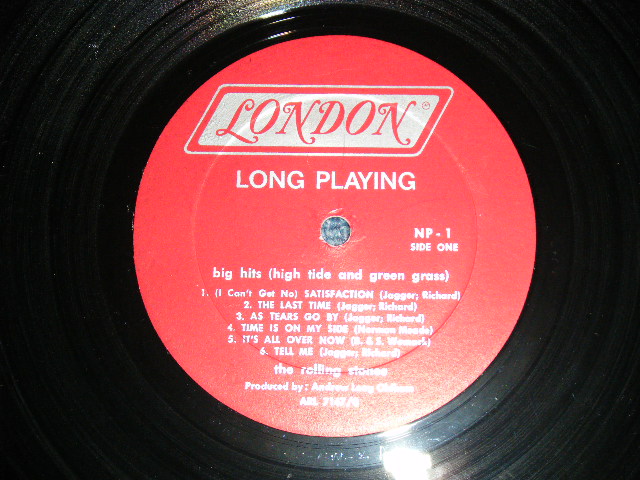 LONDON
LONG PLAYING
NP-1
SIDE ONE
big hits (high tide and green grass)
1. (I Can't Get No) SATISFACTION (Jagger; Richard)
2. THE LAST TIME (Jagger; Richard)
3. AS TEARS GO BY (Jagger; Richard)
4. TIME IS ON MY SIDE (Norman Meade)
5. IT'S ALL OVER NOW (B. & S. Womack)
6. TELL ME (Jagger; Richard)
the rolling stones
Produced by: Andrew Loog Oldham
ARL